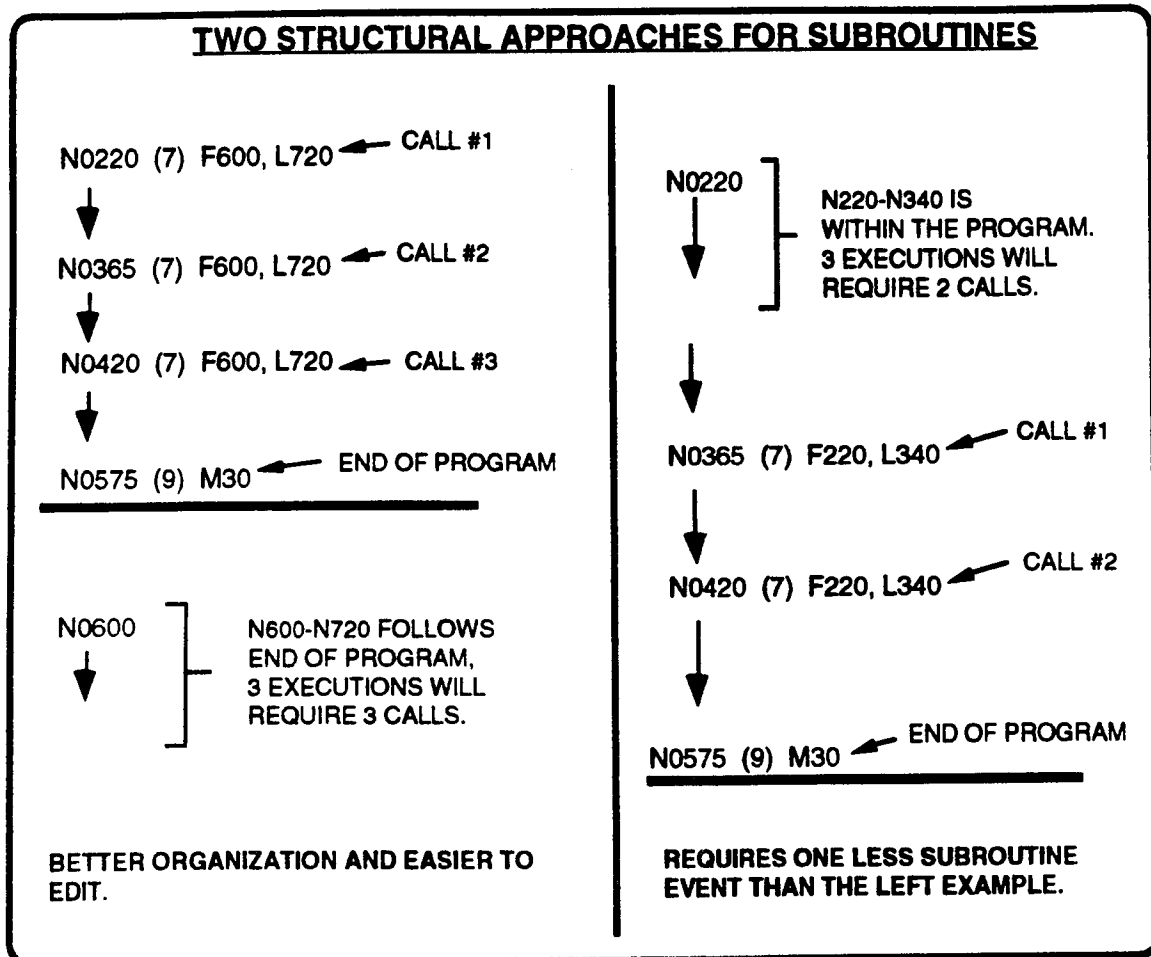 TWO STRUCTURAL APPROACHES FOR SUBROUTINES
N0220 (7) F600, L720
CALL #1
N0365 (7) F600, L720
CALL #2
N0420 (7) F600, L720
CALL #3
N0575 (9) M30
END OF PROGRAM
N0600
N600-N720 FOLLOWS
END OF PROGRAM,
3 EXECUTIONS WILL
REQUIRE 3 CALLS.
BETTER ORGANIZATION AND EASIER TO
EDIT.
N0220
N220-N340 IS
WITHIN THE PROGRAM.
3 EXECUTIONS WILL
REQUIRE 2 CALLS.
N0365 (7) F220, L340
CALL #1
N0420 (7) F220, L340
CALL #2
N0575 (9) M30
END OF PROGRAM
REQUIRES ONE LESS SUBROUTINE
EVENT THAN THE LEFT EXAMPLE.